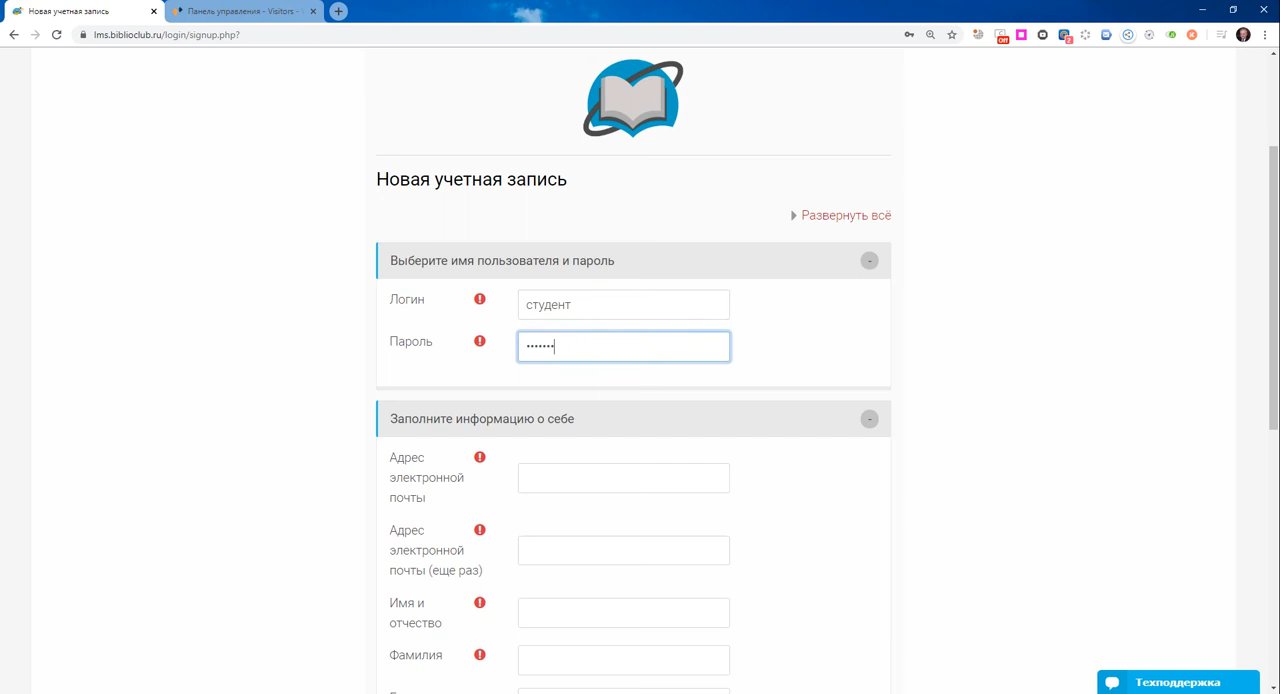 Новая учетная запись
Панель управления - Visitors - V
lms.biblioclub.ru/login/signup.php?
Off
2
Новая учетная запись
Развернуть всё
Выберите имя пользователя и пароль
-
Логин
студент
Пароль
•••••••
Заполните информацию о себе
-
Адрес
электронной
почты
Адрес
электронной
почты (еще раз)
Имя и
отчество
Фамилия
Техподдержка